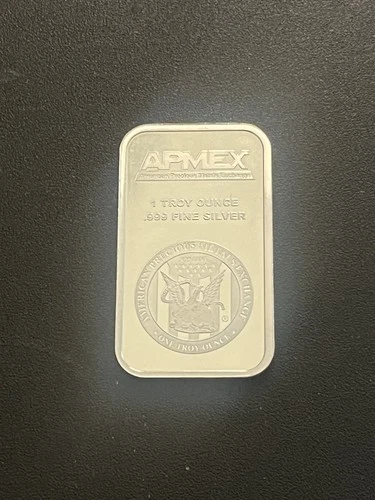 APMEX
American Precious Metals Exchange
1 TROY OUNCE
.999 FINE SILVER
AMERICAN PRECIOUS METALS EXCHANGE
• ONE TROY OUNCE •
®